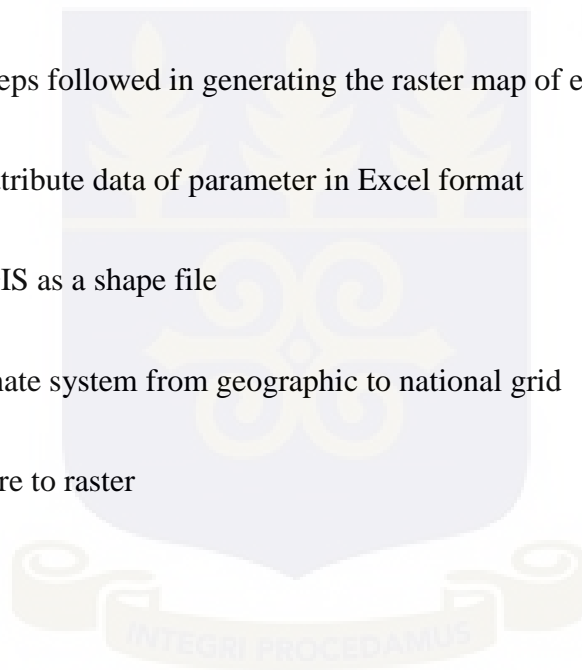 eps followed in generating the raster map of e
tribute data of parameter in Excel format
IS as a shape file
nate system from geographic to national grid
re to raster
INTEGRI PROCEDAMUS